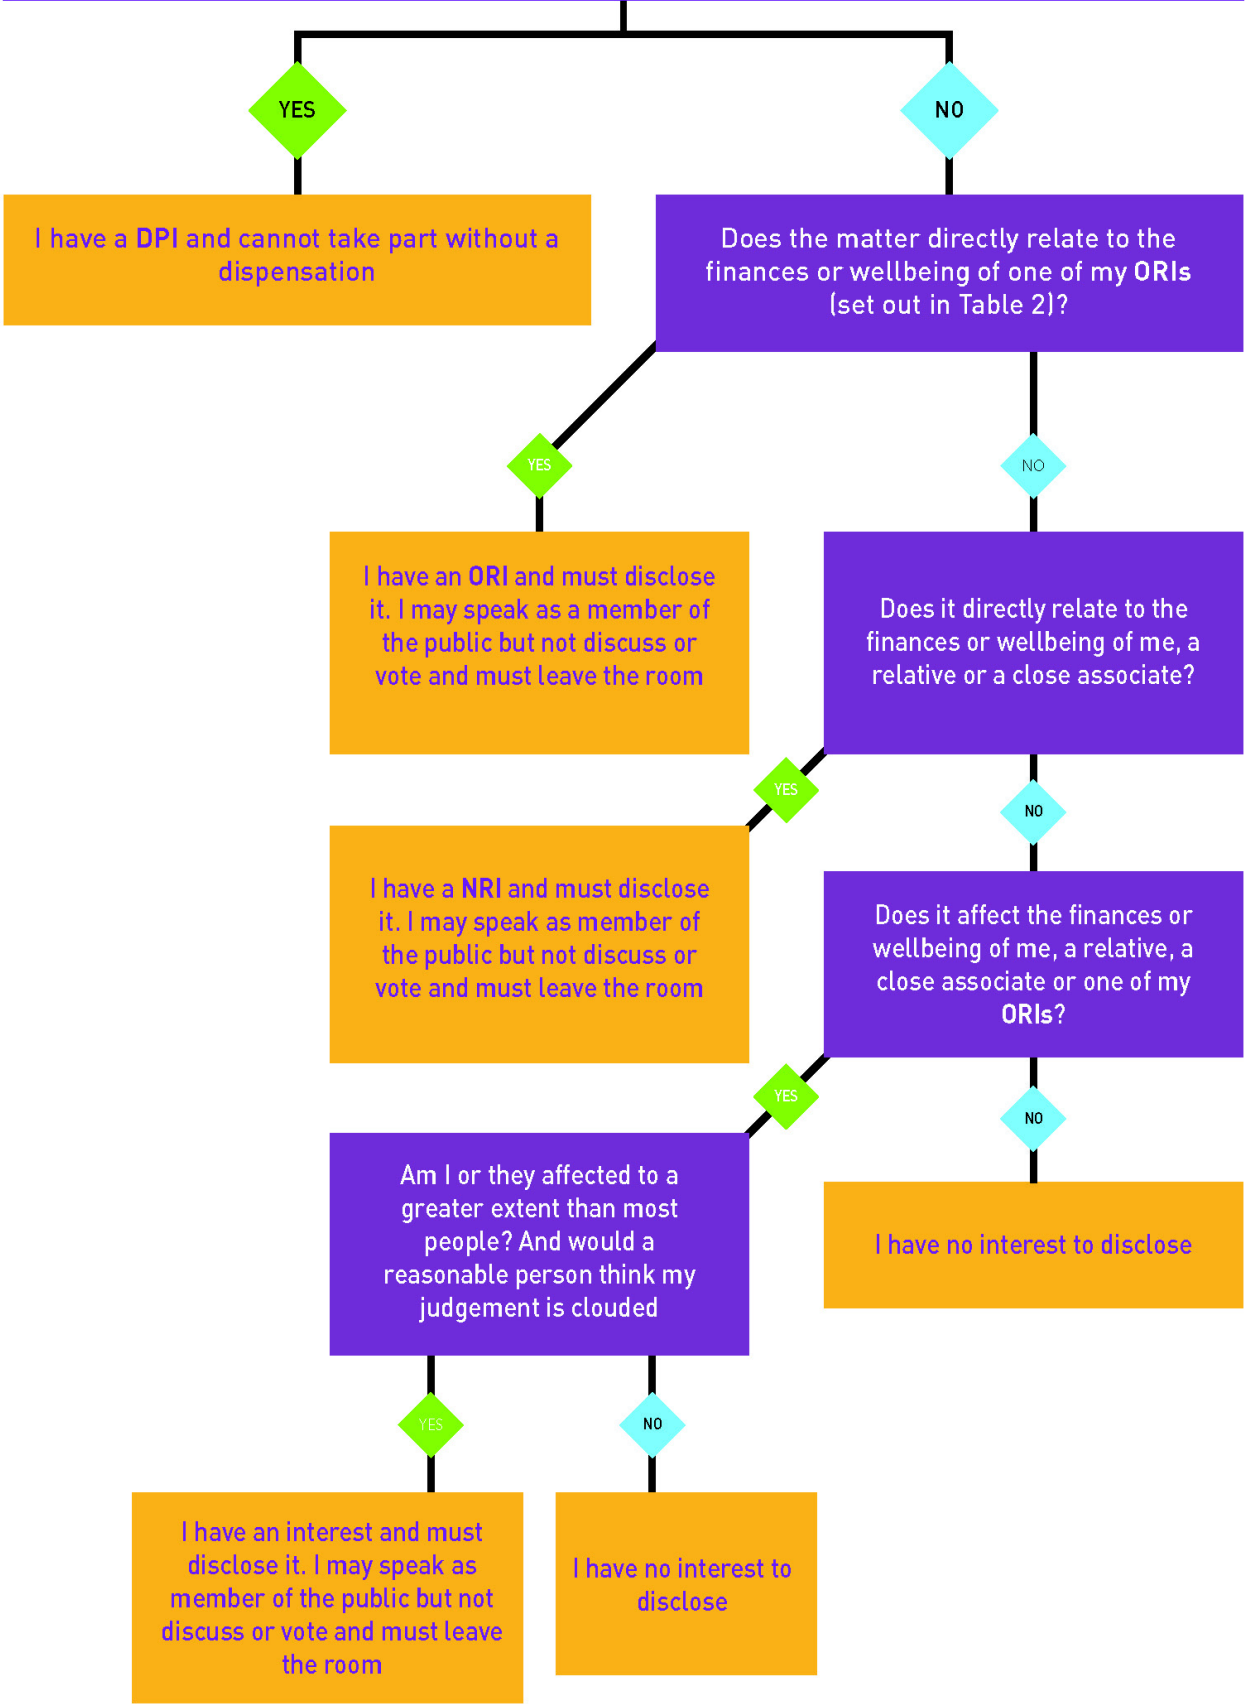 YES
NO
I have a DPI and cannot take part without a
dispensation
Does the matter directly relate to the
finances or wellbeing of one of my ORIs
(set out in Table 2)?
YES
NO
I have an ORI and must disclose
it. I may speak as a member of
the public but not discuss or
vote and must leave the room
Does it directly relate to the
finances or wellbeing of me, a
relative or a close associate?
YES
NO
I have a NRI and must disclose
it. I may speak as member of
the public but not discuss or
vote and must leave the room
Does it affect the finances or
wellbeing of me, a relative, a
close associate or one of my
ORIs?
YES
NO
Am I or they affected to a
greater extent than most
people? And would a
reasonable person think my
judgement is clouded
I have no interest to disclose
YES
NO
I have an interest and must
disclose it. I may speak as
member of the public but not
discuss or vote and must leave
the room
I have no interest to
disclose